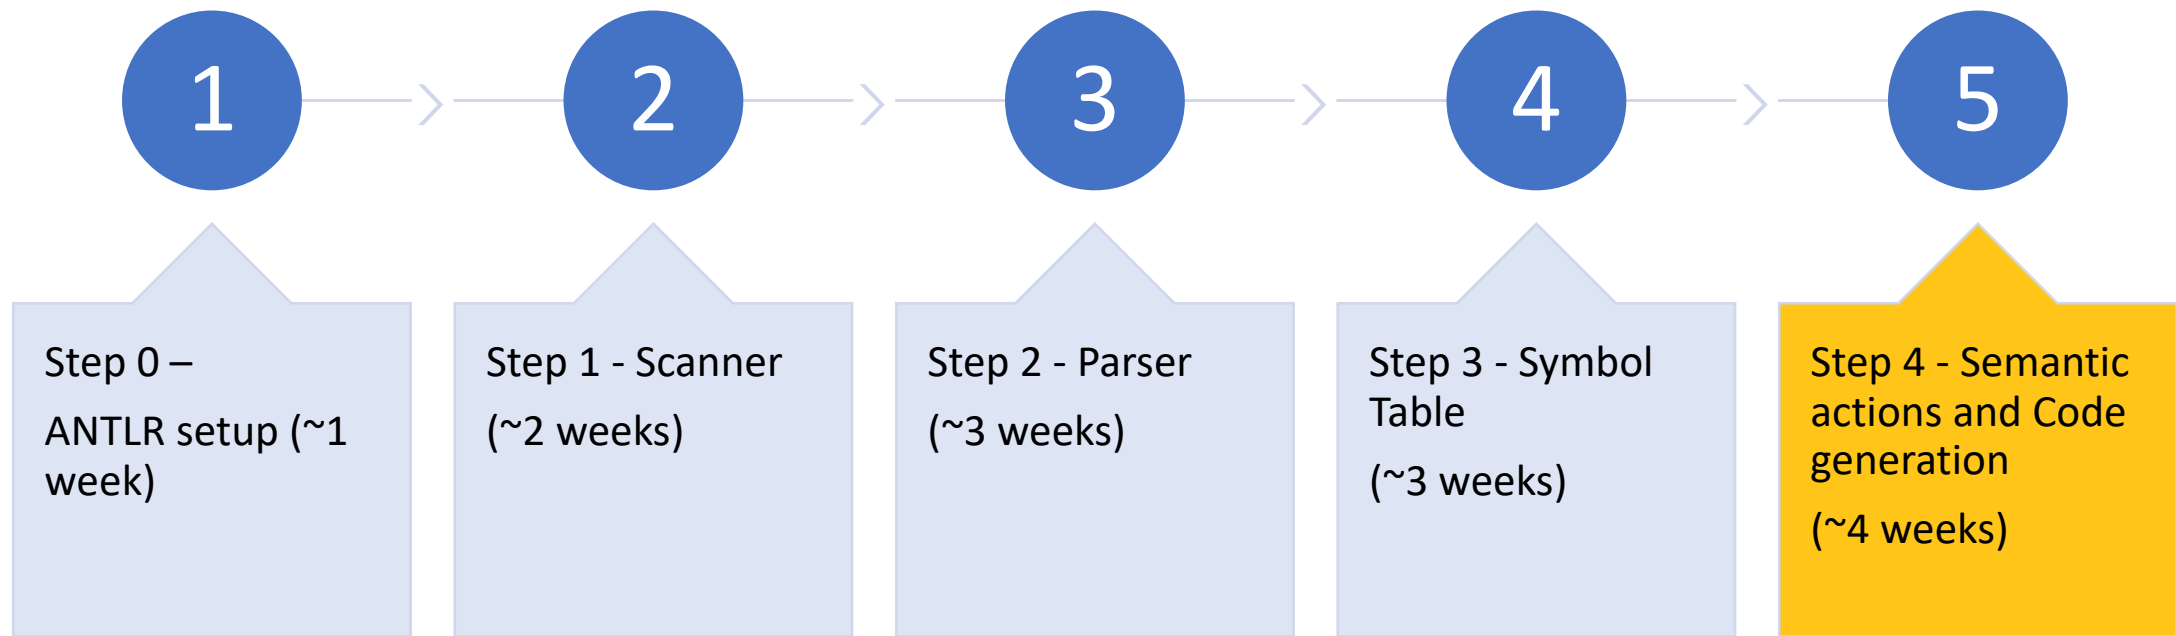 1
2
3
4
5
Step 0 –
ANTLR setup (~1
week)
Step 1 - Scanner
(~2 weeks)
Step 2 - Parser
(~3 weeks)
Step 3 - Symbol
Table
(~3 weeks)
Step 4 - Semantic
actions and Code
generation
(~4 weeks)